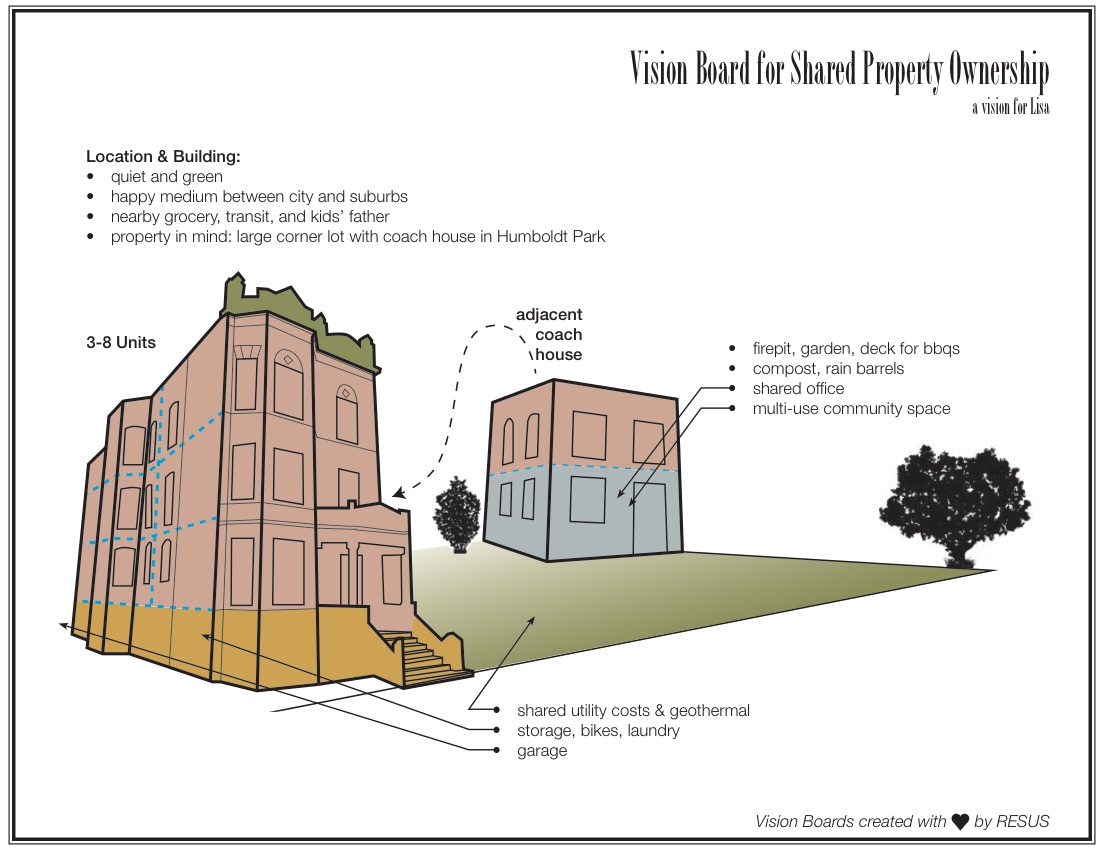 Vision Board for Shared Property Ownership
a vision for Lisa
Location & Building:
• quiet and green
• happy medium between city and suburbs
• nearby grocery, transit, and kids’ father
• property in mind: large corner lot with coach house in Humboldt Park
3-8 Units
adjacent
coach
house
• firepit, garden, deck for bbqs
• compost, rain barrels
• shared office
• multi-use community space
• shared utility costs & geothermal
• storage, bikes, laundry
• garage
Vision Boards created with ♥ by RESUS